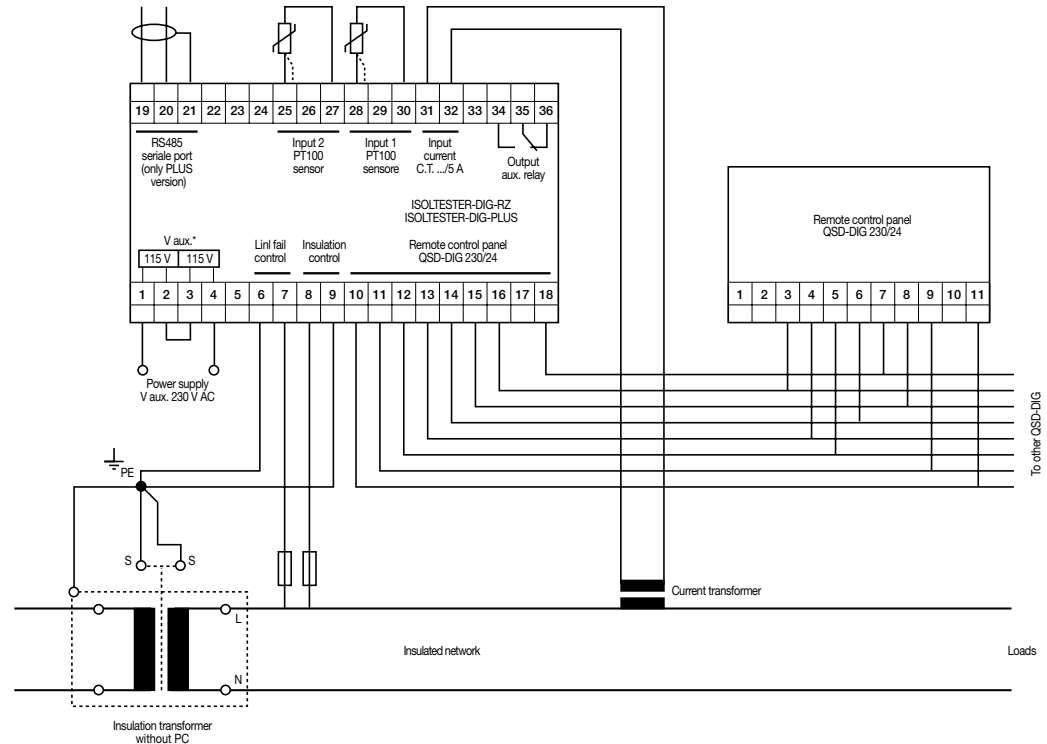 19 20 21 22 23 24 25 26 27 28 29 30 31 32 33 34 35 36
RS485
seriale port
(only PLUS
version)
Input 2
PT100
sensor
Input 1
PT100
sensore
Input
current
C.T. .../5 A
Output
aux. relay
ISOLTESTER-DIG-RZ
ISOLTESTER-DIG-PLUS
V aux.*
115 V 115 V
Linl fail
control
Insulation
control
Remote control panel
QSD-DIG 230/24
1 2 3 4 5 6 7 8 9 10 11 12 13 14 15 16 17 18
Remote control panel
QSD-DIG 230/24
1 2 3 4 5 6 7 8 9 10 11
Power supply
V aux. 230 V AC
To other QSD-DIG
PE
S S
Current transformer
L
Insulated network
Loads
N
Insulation transformer
without PC